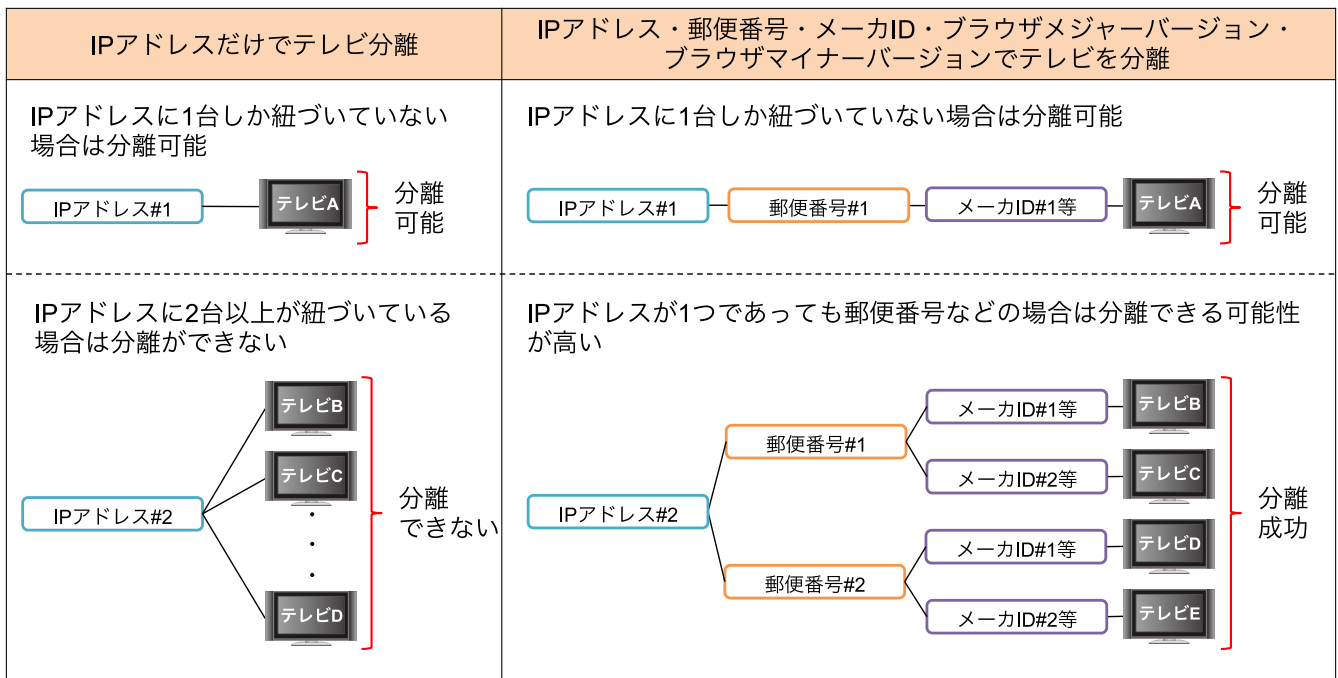 IPアドレスだけでテレビ分離
IPアドレス・郵便番号・メーカID・ブラウザメジャーバージョン・
ブラウザマイナーバージョンでテレビを分離
IPアドレスに1台しか紐づいていない
場合は分離可能
IPアドレス#1
テレビA
分離
可能
IPアドレスに1台しか紐づいていない場合は分離可能
IPアドレス#1
郵便番号#1
メーカID#1等
テレビA
分離
可能
IPアドレスに2台以上が紐づいている
場合は分離ができない
IPアドレス#2
テレビB
テレビC
・
・
・
テレビD
分離
できない
IPアドレスが1つであっても郵便番号などの場合は分離できる可能性
が高い
IPアドレス#2
郵便番号#1
メーカID#1等
テレビB
メーカID#2等
テレビC
郵便番号#2
メーカID#1等
テレビD
メーカID#2等
テレビE
分離
成功